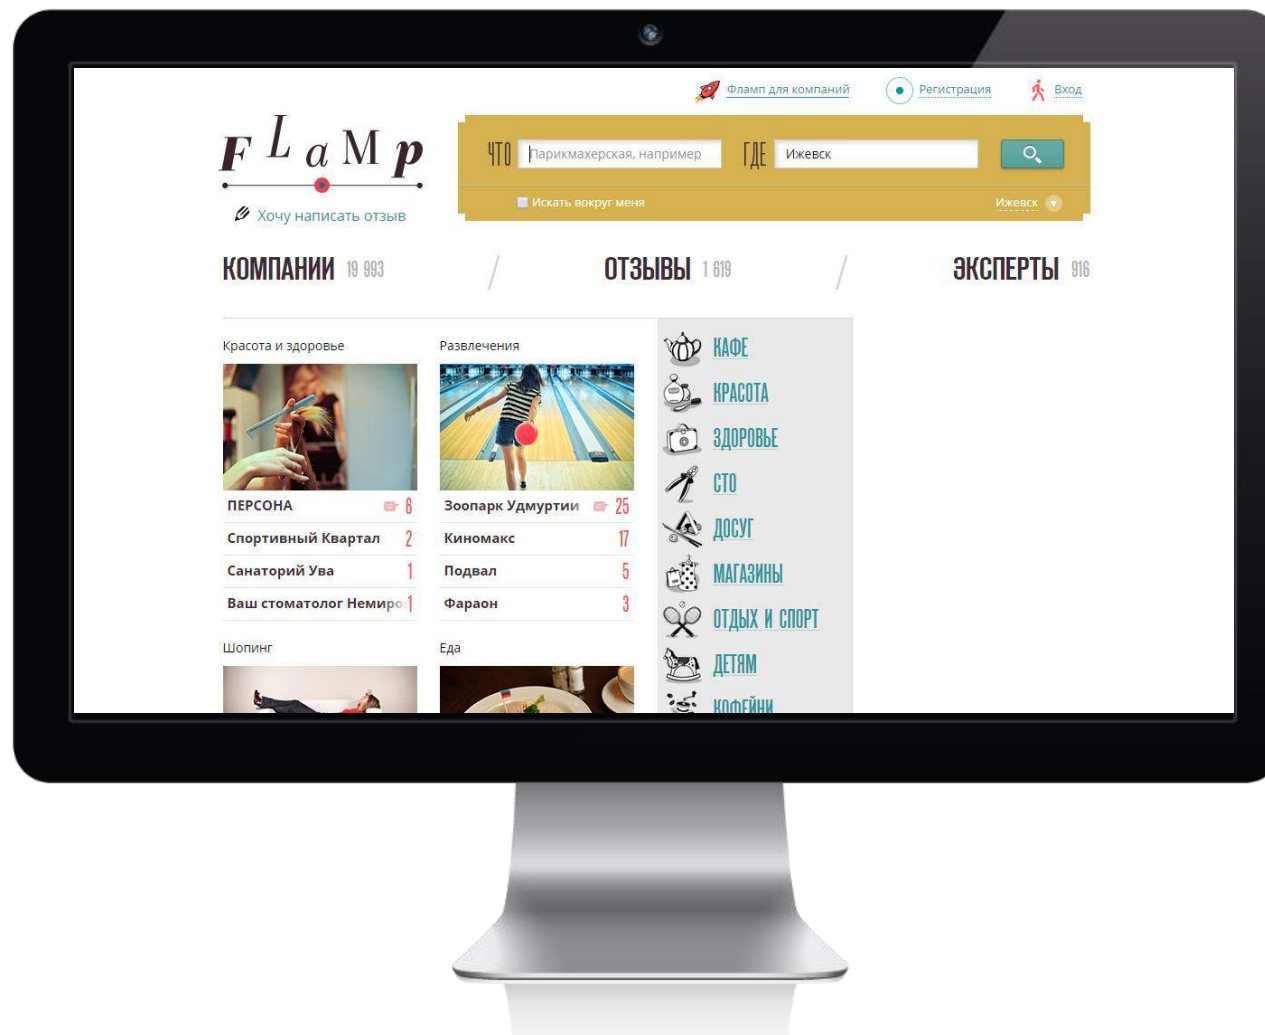 Фламп для компаний
Регистрация
Вход
FLaMp
ЧТО Парикмахерская, например ГДЕ Ижевск
Искать вокруг меня Ижевск
Хочу написать отзыв
КОМПАНИИ 19 993 / ОТЗЫВЫ 1 619 / ЭКСПЕРТЫ 916
Красота и здоровье
ПЕРСОНА 6
Спортивный Квартал 2
Санаторий Ува 1
Ваш стоматолог Немиро 1
Развлечения
Зоопарк Удмуртии 25
Киномакс 17
Подвал 5
Фараон 3
Шопинг
Еда
КАФЕ
КРАСОТА
ЗДОРОВЬЕ
СТО
ДОСУГ
МАГАЗИНЫ
ОТДЫХ И СПОРТ
ДЕТЯМ
КОФЕЙНИ